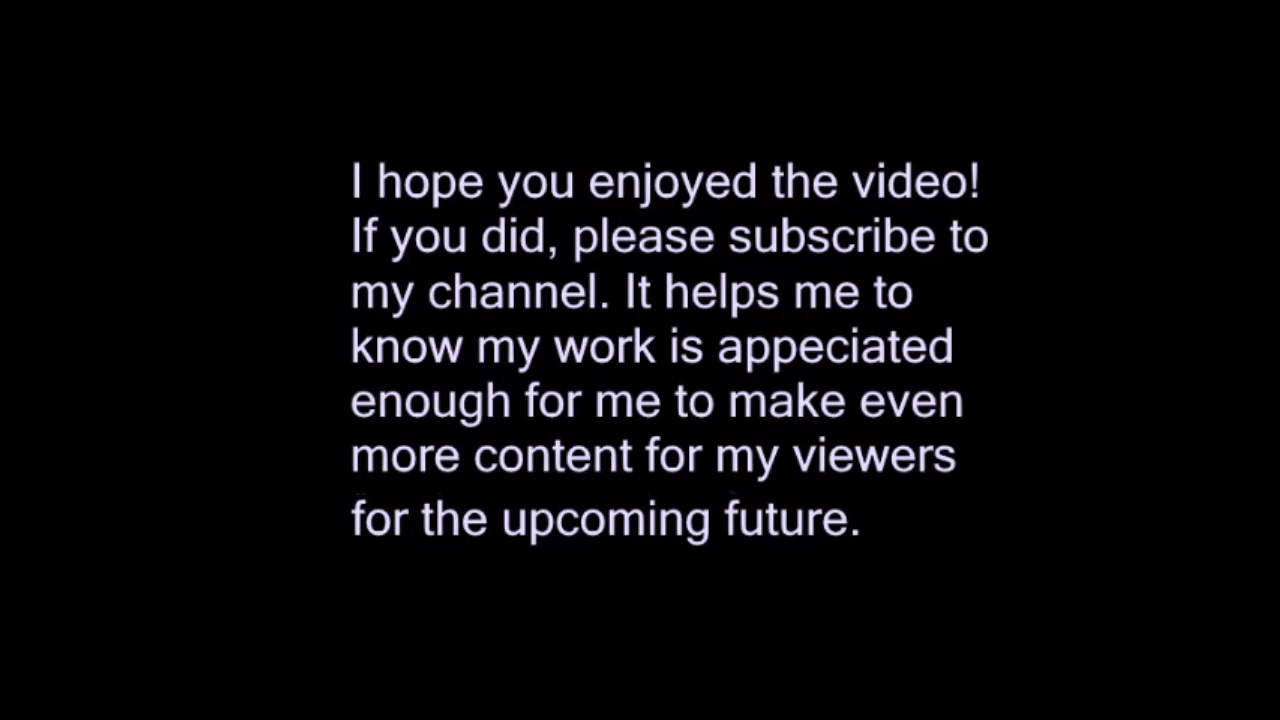 I hope you enjoyed the video!
If you did, please subscribe to
my channel. It helps me to
know my work is appeciated
enough for me to make even
more content for my viewers
for the upcoming future.